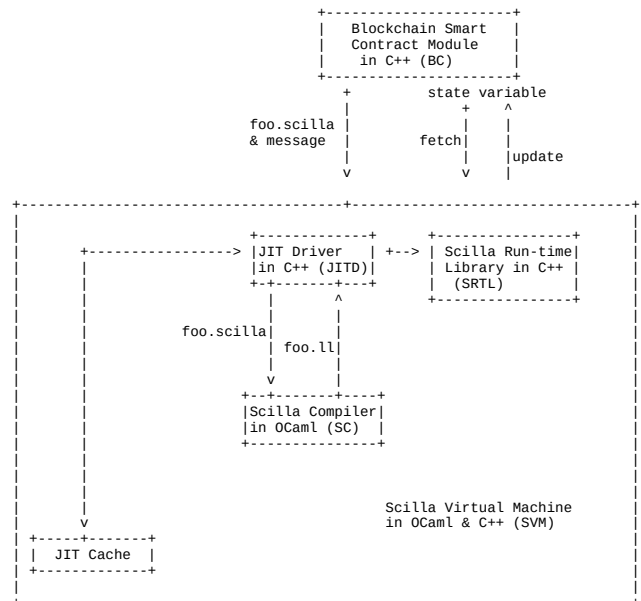 Blockchain Smart
Contract Module
in C++ (BC)
state variable
foo.scilla
& message
fetch
update
JIT Driver
in C++ (JITD)
Scilla Run-time
Library in C++
(SRTL)
foo.scilla
foo.ll
Scilla Compiler
in OCaml (SC)
Scilla Virtual Machine
in OCaml & C++ (SVM)
JIT Cache